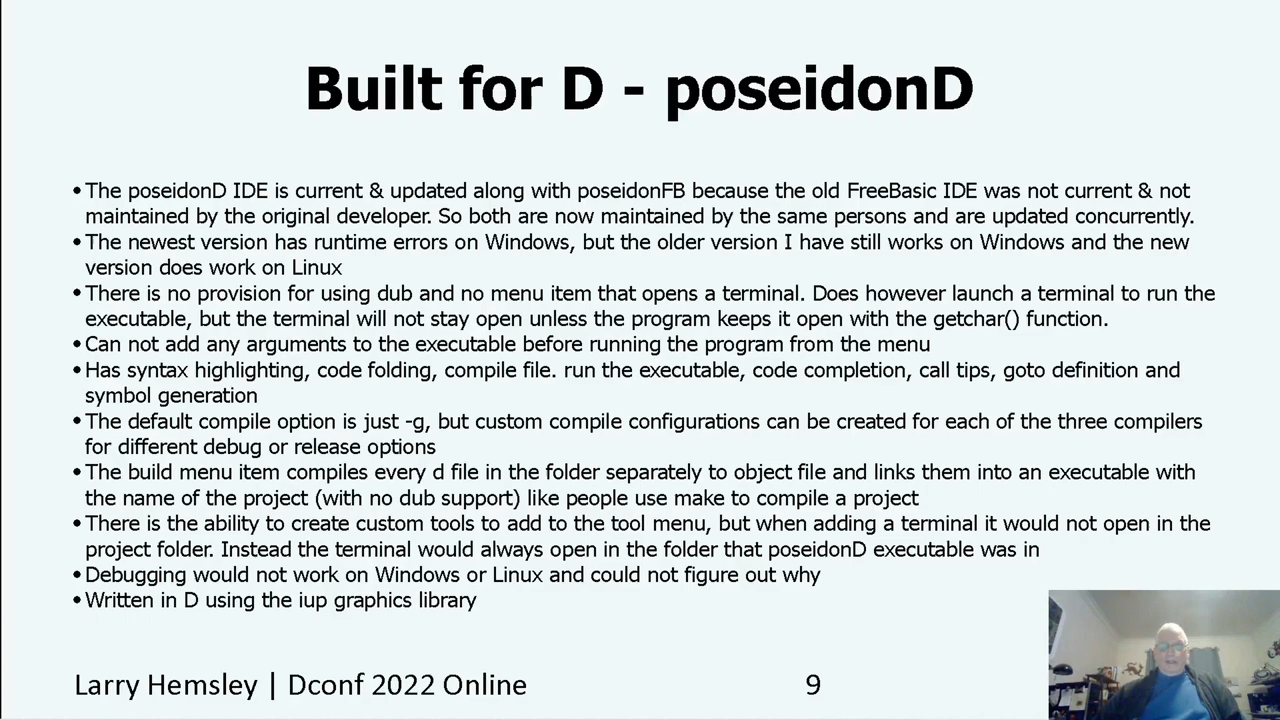 Built for D - poseidonD
•The poseidonD IDE is current & updated along with poseidonFB because the old FreeBasic IDE was not current & not
maintained by the original developer. So both are now maintained by the same persons and are updated concurrently.
•The newest version has runtime errors on Windows, but the older version I have still works on Windows and the new
version does work on Linux
•There is no provision for using dub and no menu item that opens a terminal. Does however launch a terminal to run the
executable, but the terminal will not stay open unless the program keeps it open with the getchar() function.
•Can not add any arguments to the executable before running the program from the menu
•Has syntax highlighting, code folding, compile file. run the executable, code completion, call tips, goto definition and
symbol generation
•The default compile option is just -g, but custom compile configurations can be created for each of the three compilers
for different debug or release options
•The build menu item compiles every d file in the folder separately to object file and links them into an executable with
the name of the project (with no dub support) like people use make to compile a project
•There is the ability to create custom tools to add to the tool menu, but when adding a terminal it would not open in the
project folder. Instead the terminal would always open in the folder that poseidonD executable was in
•Debugging would not work on Windows or Linux and could not figure out why
•Written in D using the iup graphics library
Larry Hemsley | Dconf 2022 Online
9